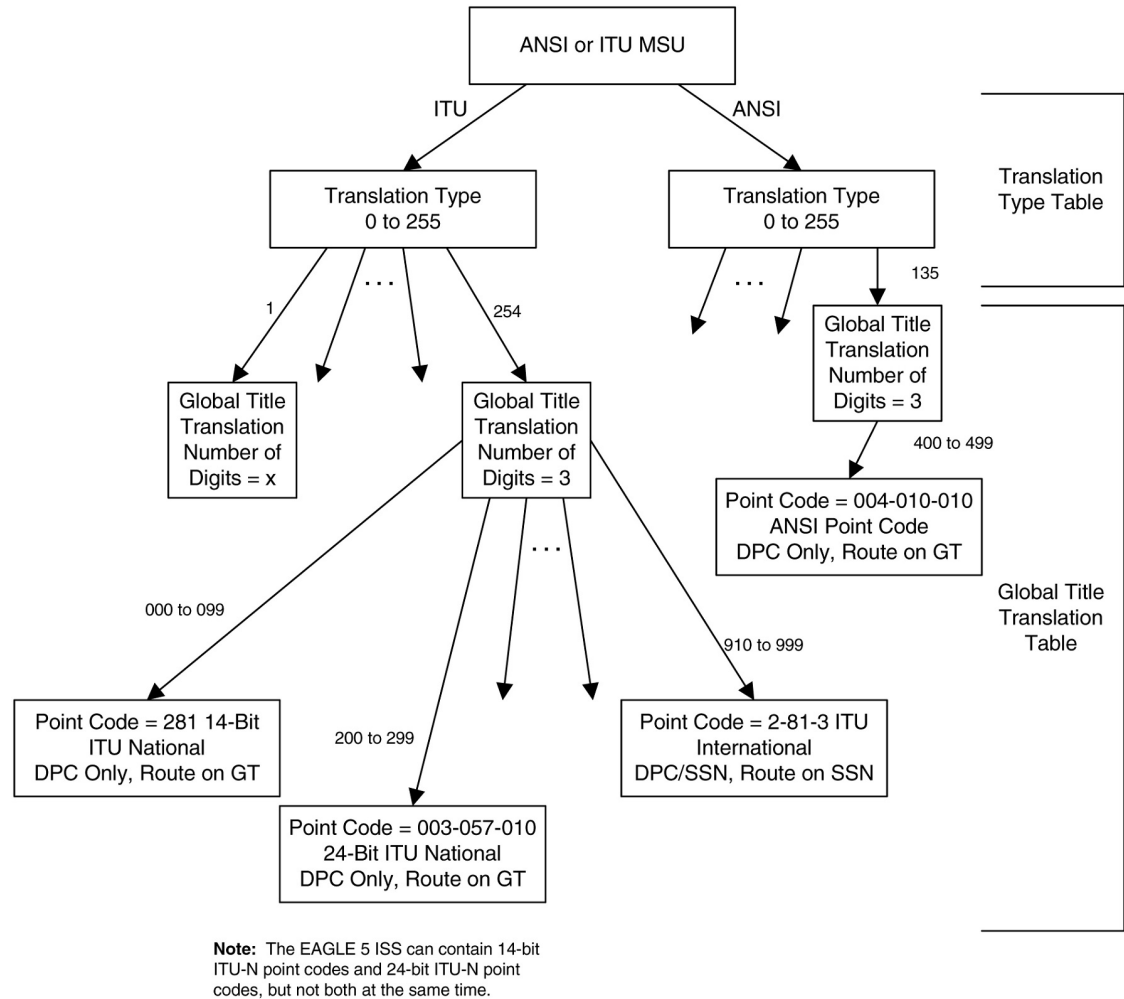 ANSI or ITU MSU
ITU
ANSI
Translation Type
0 to 255
Translation Type
0 to 255
Translation
Type Table
. . .
. . .
135
1
254
Global Title
Translation
Number of
Digits = 3
Global Title
Translation
Number of
Digits = x
Global Title
Translation
Number of
Digits = 3
400 to 499
Point Code = 004-010-010
ANSI Point Code
DPC Only, Route on GT
. . .
Global Title
Translation
Table
000 to 099
910 to 999
Point Code = 281 14-Bit
ITU National
DPC Only, Route on GT
200 to 299
Point Code = 2-81-3 ITU
International
DPC/SSN, Route on SSN
Point Code = 003-057-010
24-Bit ITU National
DPC Only, Route on GT
Note: The EAGLE 5 ISS can contain 14-bit
ITU-N point codes and 24-bit ITU-N point
codes, but not both at the same time.